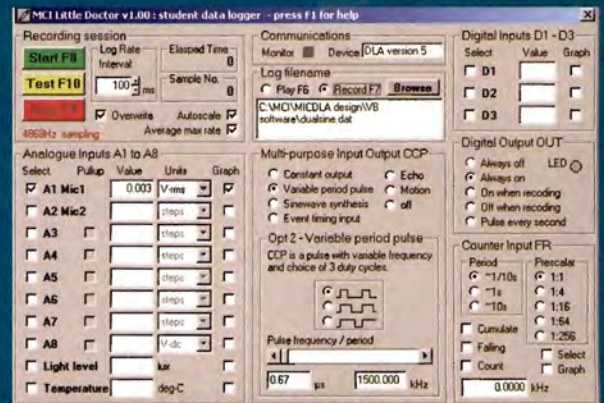 MCI Little Doctor v1.00 : student data logger - press F1 for help
Recording session
Start F8
Log Rate
Interval
100 ms
Elapsed Time
0
Test F10
Sample No.
0
Overwrite
Autoscale
4868Hz sampling
Average max rate
Communications
Monitor
Device DLA version 5
Log filename
Play F6
Record F7
Browse
C:\MCI\MICDLA design\VB
software\dualsine dat
Digital Inputs D1 - D3
Select Value Graph
D1
D2
D3
Analogue Inputs A1 to A8
Select Pullup Value Units Graph
A1 Mic1 0.003 V-rms
A2 Mic2 steps
A3 steps
A4 steps
A5 steps
A6 steps
A7 steps
A8 V-dc
Light level lux
Temperature deg-C
Multi-purpose Input Output CCP
Constant output
Echo
Variable period pulse
Motion
Sinewave synthesis
off
Event timing input
Opt 2 - Variable period pulse
CCP is a pulse with variable frequency
and choice of 3 duty cycles.
Pulse frequency / period
0.67 µs
1500.000 kHz
Digital Output OUT
Always off
LED
Always on
On when recoding
Off when recoding
Pulse every second
Counter Input FR
Period
~1/10s
~1s
~10s
Prescalar
1:1
1:4
1:16
1:64
1:256
Cumulate
Falling
Count
Select
Graph
0.0000 kHz